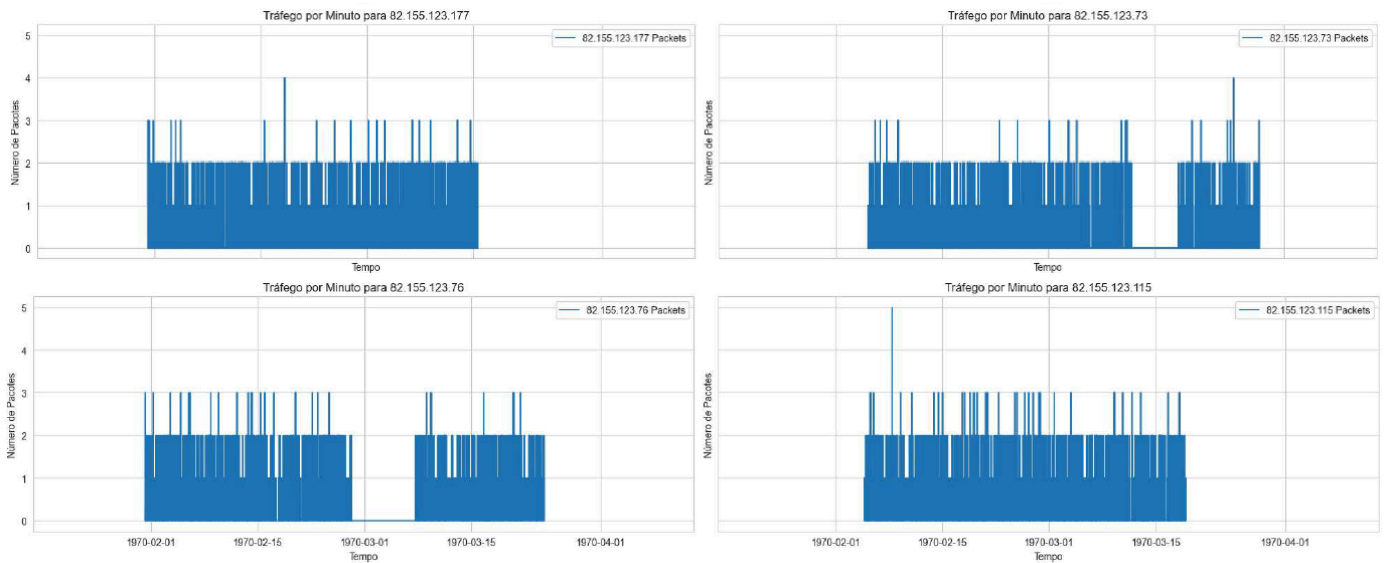 Tráfego por Minuto para 82.155.123.177
82.155.123.177 Packets
Número de Pacotes
5
4
3
2
1
0
Tempo
Tráfego por Minuto para 82.155.123.73
82.155.123.73 Packets
Número de Pacotes
Tempo
Tráfego por Minuto para 82.155.123.76
82.155.123.76 Packets
Número de Pacotes
5
4
3
2
1
0
1970-02-01 1970-02-15 1970-03-01 1970-03-15 1970-04-01
Tempo
Tráfego por Minuto para 82.155.123.115
82.155.123.115 Packets
Número de Pacotes
1970-02-01 1970-02-15 1970-03-01 1970-03-15 1970-04-01
Tempo